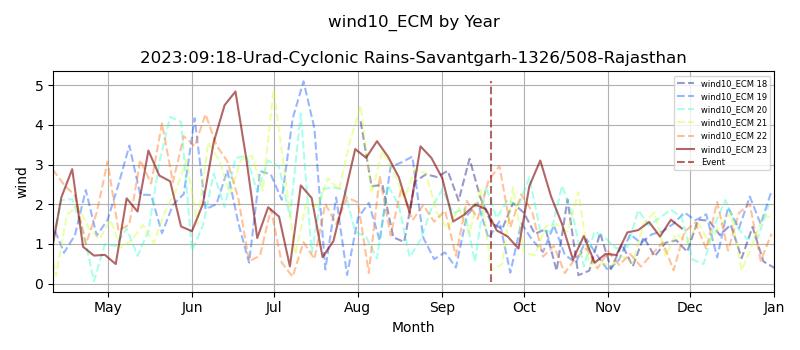 wind10_ECM by Year
2023:09:18-Urad-Cyclonic Rains-Savantgarh-1326/508-Rajasthan
wind10_ECM 18
wind10_ECM 19
wind10_ECM 20
wind10_ECM 21
wind10_ECM 22
wind10_ECM 23
Event
5
4
3
2
1
0
wind
May Jun Jul Aug Sep Oct Nov Dec Jan
Month